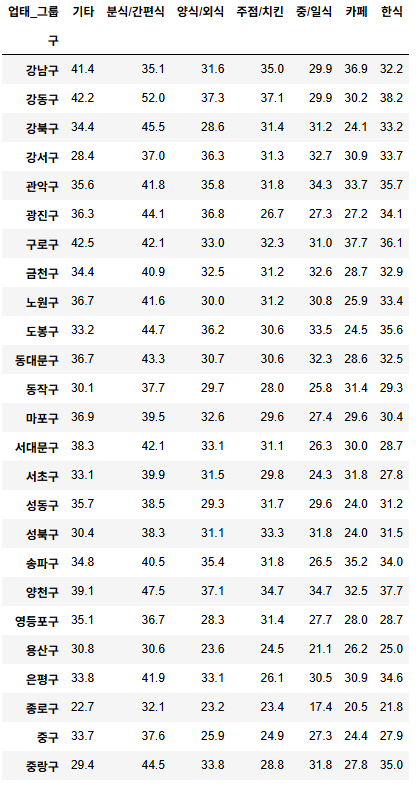 업태_그룹 기타 분식/간편식 양식/외식 주점/치킨 중/일식 카페 한식
구
강남구 41.4 35.1 31.6 35.0 29.9 36.9 32.2
강동구 42.2 52.0 37.3 37.1 29.9 30.2 38.2
강북구 34.4 45.5 28.6 31.4 31.2 24.1 33.2
강서구 28.4 37.0 36.3 31.3 32.7 30.9 33.7
관악구 35.6 41.8 35.8 31.8 34.3 33.7 35.7
광진구 36.3 44.1 36.8 26.7 27.3 27.2 34.1
구로구 42.5 42.1 33.0 32.3 31.0 37.7 36.1
금천구 34.4 40.9 32.5 31.2 32.6 28.7 32.9
노원구 36.7 41.6 30.0 31.2 30.8 25.9 33.4
도봉구 33.2 44.7 36.2 30.6 33.5 24.5 35.6
동대문구 36.7 43.3 30.7 30.6 32.3 28.6 32.5
동작구 30.1 37.7 29.7 28.0 25.8 31.4 29.3
마포구 36.9 39.5 32.6 29.6 27.4 29.6 30.4
서대문구 38.3 42.1 33.1 31.1 26.3 30.0 28.7
서초구 33.1 39.9 31.5 29.8 24.3 31.8 27.8
성동구 35.7 38.5 29.3 31.7 29.6 24.0 31.2
성북구 30.4 38.3 31.1 33.3 31.8 24.0 31.5
송파구 34.8 40.5 35.4 31.8 26.5 35.2 34.0
양천구 39.1 47.5 37.1 34.7 34.7 32.5 37.7
영등포구 35.1 36.7 28.3 31.4 27.7 28.0 28.7
용산구 30.8 30.6 23.6 24.5 21.1 26.2 25.0
은평구 33.8 41.9 33.1 26.1 30.5 30.9 34.6
종로구 22.7 32.1 23.2 23.4 17.4 20.5 21.8
중구 33.7 37.6 25.9 24.9 27.3 24.4 27.9
중랑구 29.4 44.5 33.8 28.8 31.8 27.8 35.0